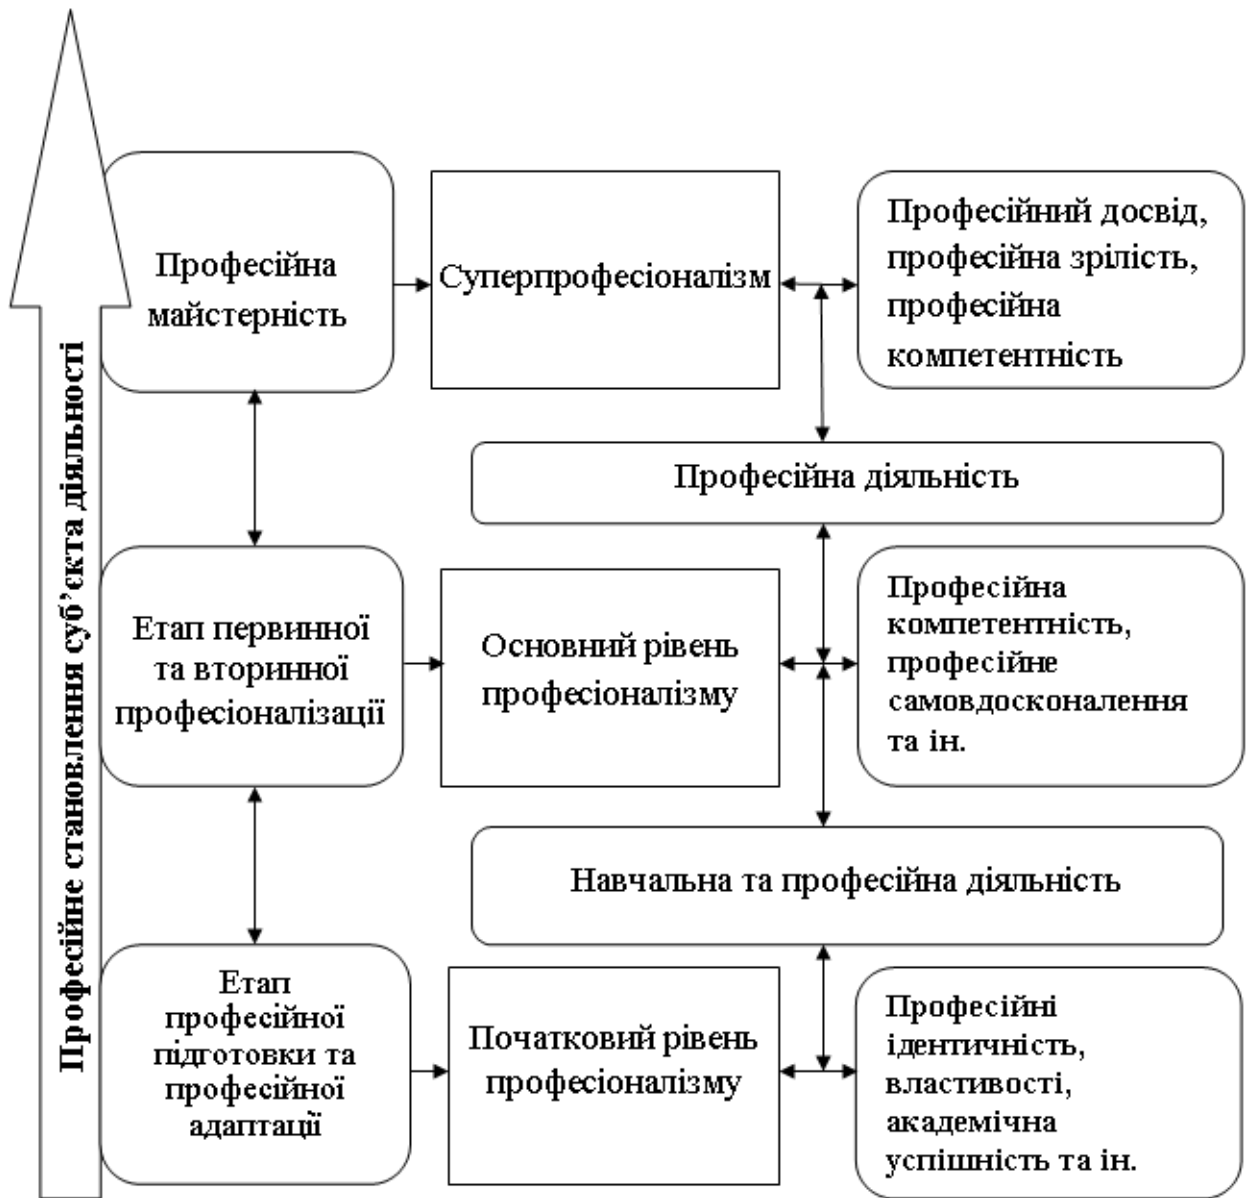 Професійне становлення суб’єкта діяльності
Професійна
майстерність
Суперпрофесіоналізм
Професійний досвід,
професійна зрілість,
професійна
компетентність
Професійна діяльність
Етап первинної
та вторинної
професіоналізації
Основний рівень
професіоналізму
Професійна
компетентність,
професійне
самовдосконалення
та ін.
Навчальна та професійна діяльність
Етап
професійної
підготовки та
професійної
адаптації
Початковий рівень
професіоналізму
Професійні
ідентичність,
властивості,
академічна
успішність та ін.